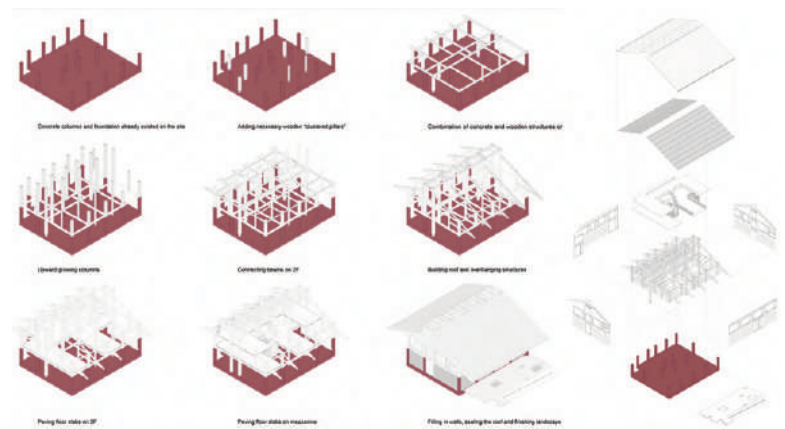 Concrete columns and foundation already existed on the site
Adding necessary wooden "clustered pillars"
Combination of concrete and wooden structures on
Upward growing columns
Connecting beams on 2F
Building roof and overhanging structures
Paving floor slabs on 2F
Paving floor slabs on mezzanine
Filling in walls, sealing the roof and finishing landscape